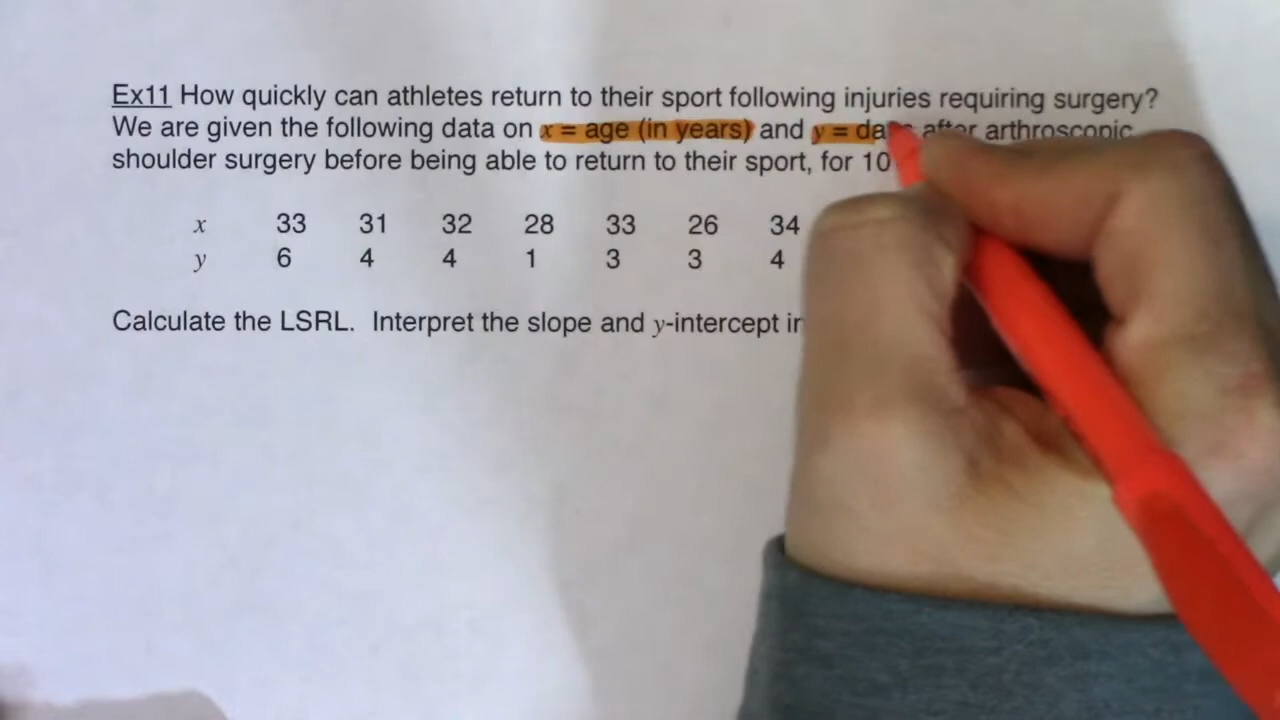 Ex11 How quickly can athletes return to their sport following injuries requiring surgery?
We are given the following data on x = age (in years) and y = days after arthroscopic
shoulder surgery before being able to return to their sport, for 10
x 33 31 32 28 33 26 34
y 6 4 4 1 3 3 4
Calculate the LSRL. Interpret the slope and y-intercept